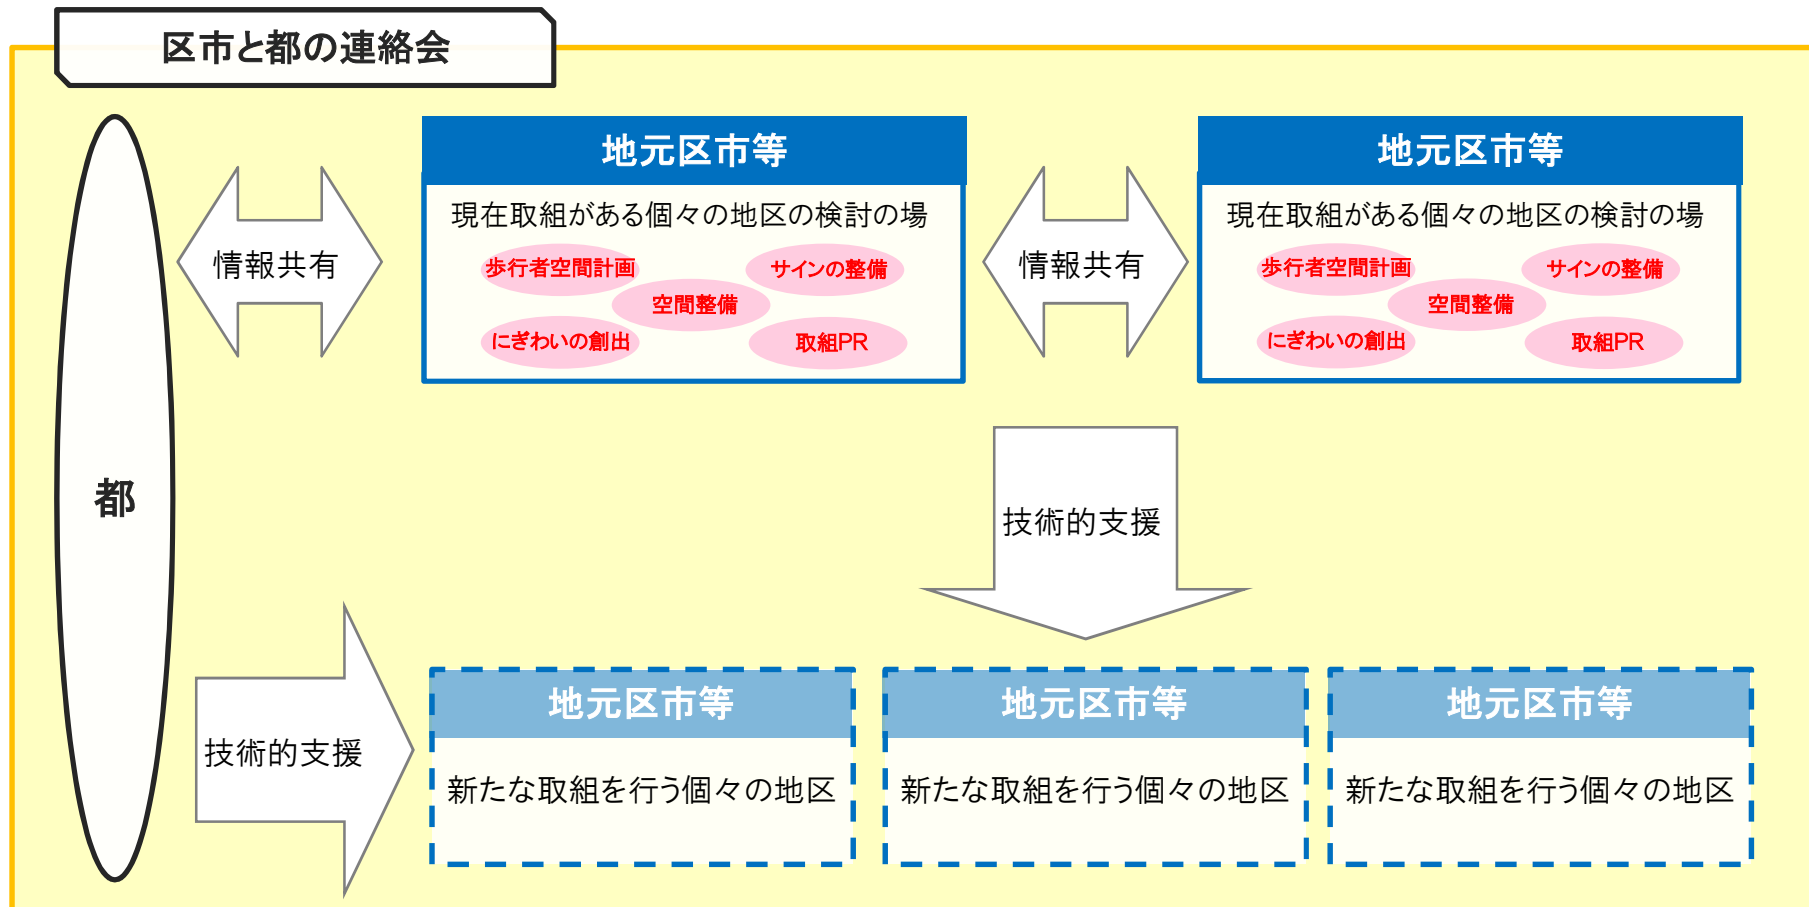 区市と都の連絡会
都
情報共有
地元区市等
現在取組がある個々の地区の検討の場
歩行者空間計画
サインの整備
空間整備
にぎわいの創出
取組PR
情報共有
地元区市等
現在取組がある個々の地区の検討の場
歩行者空間計画
サインの整備
空間整備
にぎわいの創出
取組PR
技術的支援
技術的支援
地元区市等
新たな取組を行う個々の地区
地元区市等
新たな取組を行う個々の地区
地元区市等
新たな取組を行う個々の地区